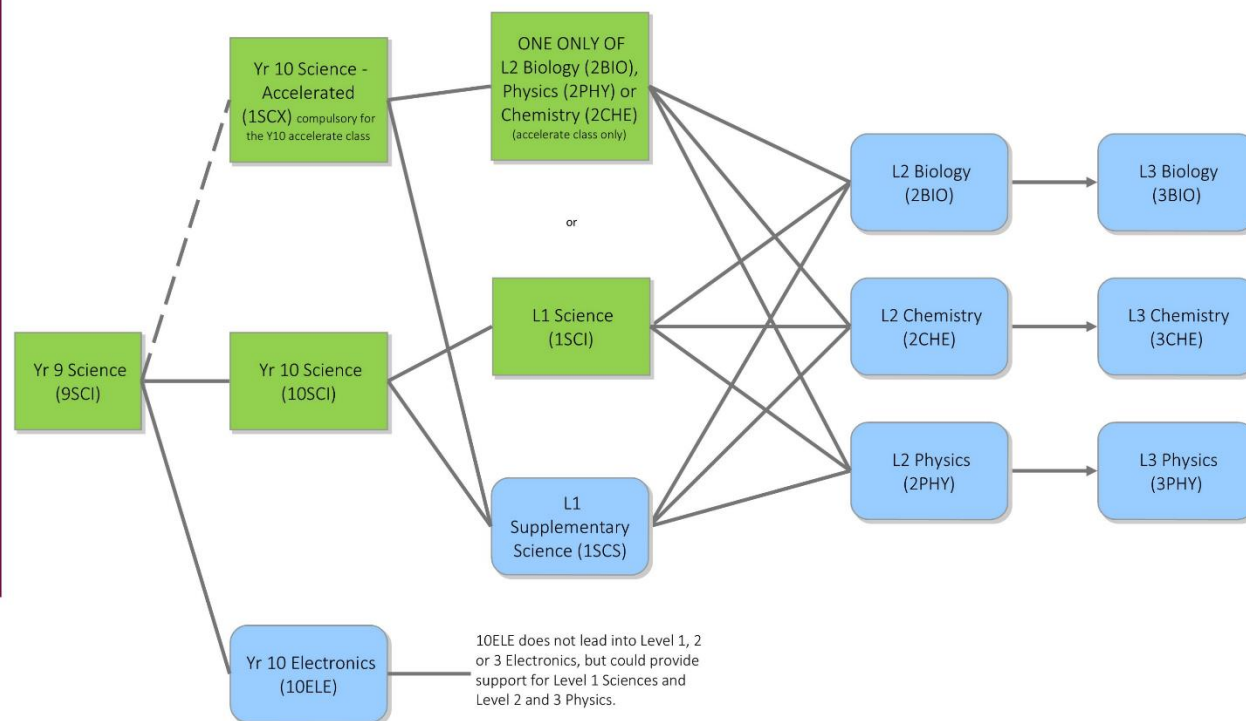 Yr 10 Science -
Accelerated
(1SCX) compulsory for
the Y10 accelerate class
ONE ONLY OF
L2 Biology (2BIO),
Physics (2PHY) or
Chemistry (2CHE)
(accelerate class only)
L2 Biology
(2BIO)
L3 Biology
(3BIO)
or
L1 Science
(1SCI)
L2 Chemistry
(2CHE)
L3 Chemistry
(3CHE)
Yr 9 Science
(9SCI)
Yr 10 Science
(10SCI)
L2 Physics
(2PHY)
L3 Physics
(3PHY)
L1
Supplementary
Science (1SCS)
Yr 10 Electronics
(10ELE)
10ELE does not lead into Level 1, 2
or 3 Electronics, but could provide
support for Level 1 Sciences and
Level 2 and 3 Physics.